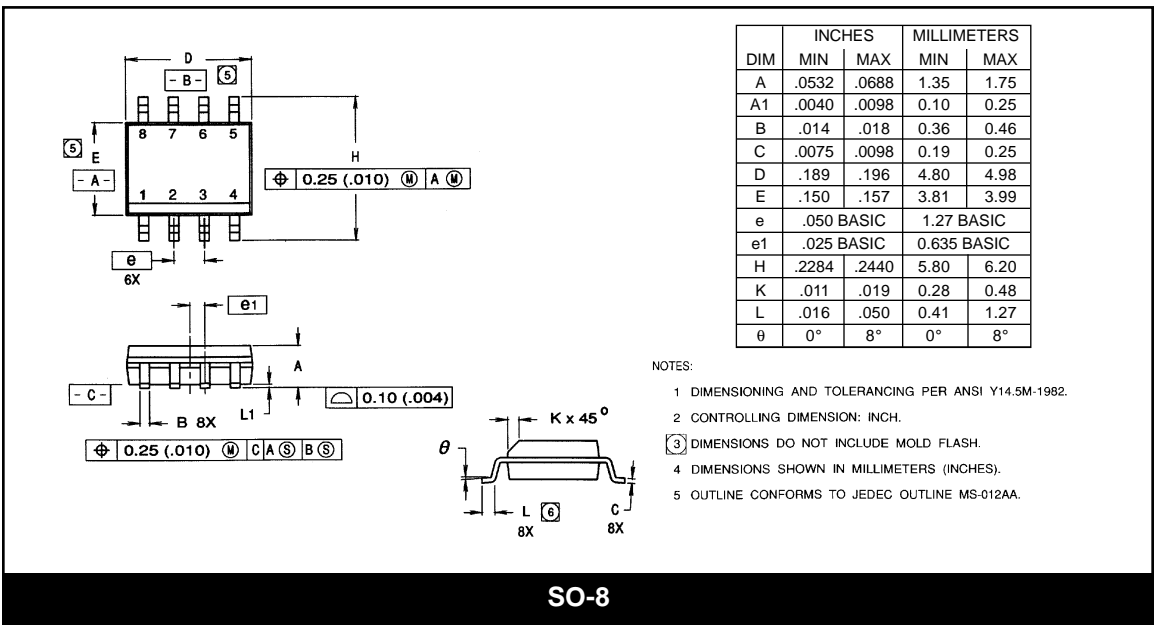 D
- B -
5
8 7 6 5
5
E
- A -
H
⌖ 0.25 (.010) Ⓜ A Ⓜ
1 2 3 4
e
6X
e1
A
- C -
L1
⌓ 0.10 (.004)
B 8X
⌖ 0.25 (.010) Ⓜ C A Ⓢ B Ⓢ
K x 45°
θ
L 6
8X
C
8X
INCHES MILLIMETERS
DIM MIN MAX MIN MAX
A .0532 .0688 1.35 1.75
A1 .0040 .0098 0.10 0.25
B .014 .018 0.36 0.46
C .0075 .0098 0.19 0.25
D .189 .196 4.80 4.98
E .150 .157 3.81 3.99
e .050 BASIC 1.27 BASIC
e1 .025 BASIC 0.635 BASIC
H .2284 .2440 5.80 6.20
K .011 .019 0.28 0.48
L .016 .050 0.41 1.27
θ 0° 8° 0° 8°
NOTES:
1 DIMENSIONING AND TOLERANCING PER ANSI Y14.5M-1982.
2 CONTROLLING DIMENSION: INCH.
3 DIMENSIONS DO NOT INCLUDE MOLD FLASH.
4 DIMENSIONS SHOWN IN MILLIMETERS (INCHES).
5 OUTLINE CONFORMS TO JEDEC OUTLINE MS-012AA.
SO-8